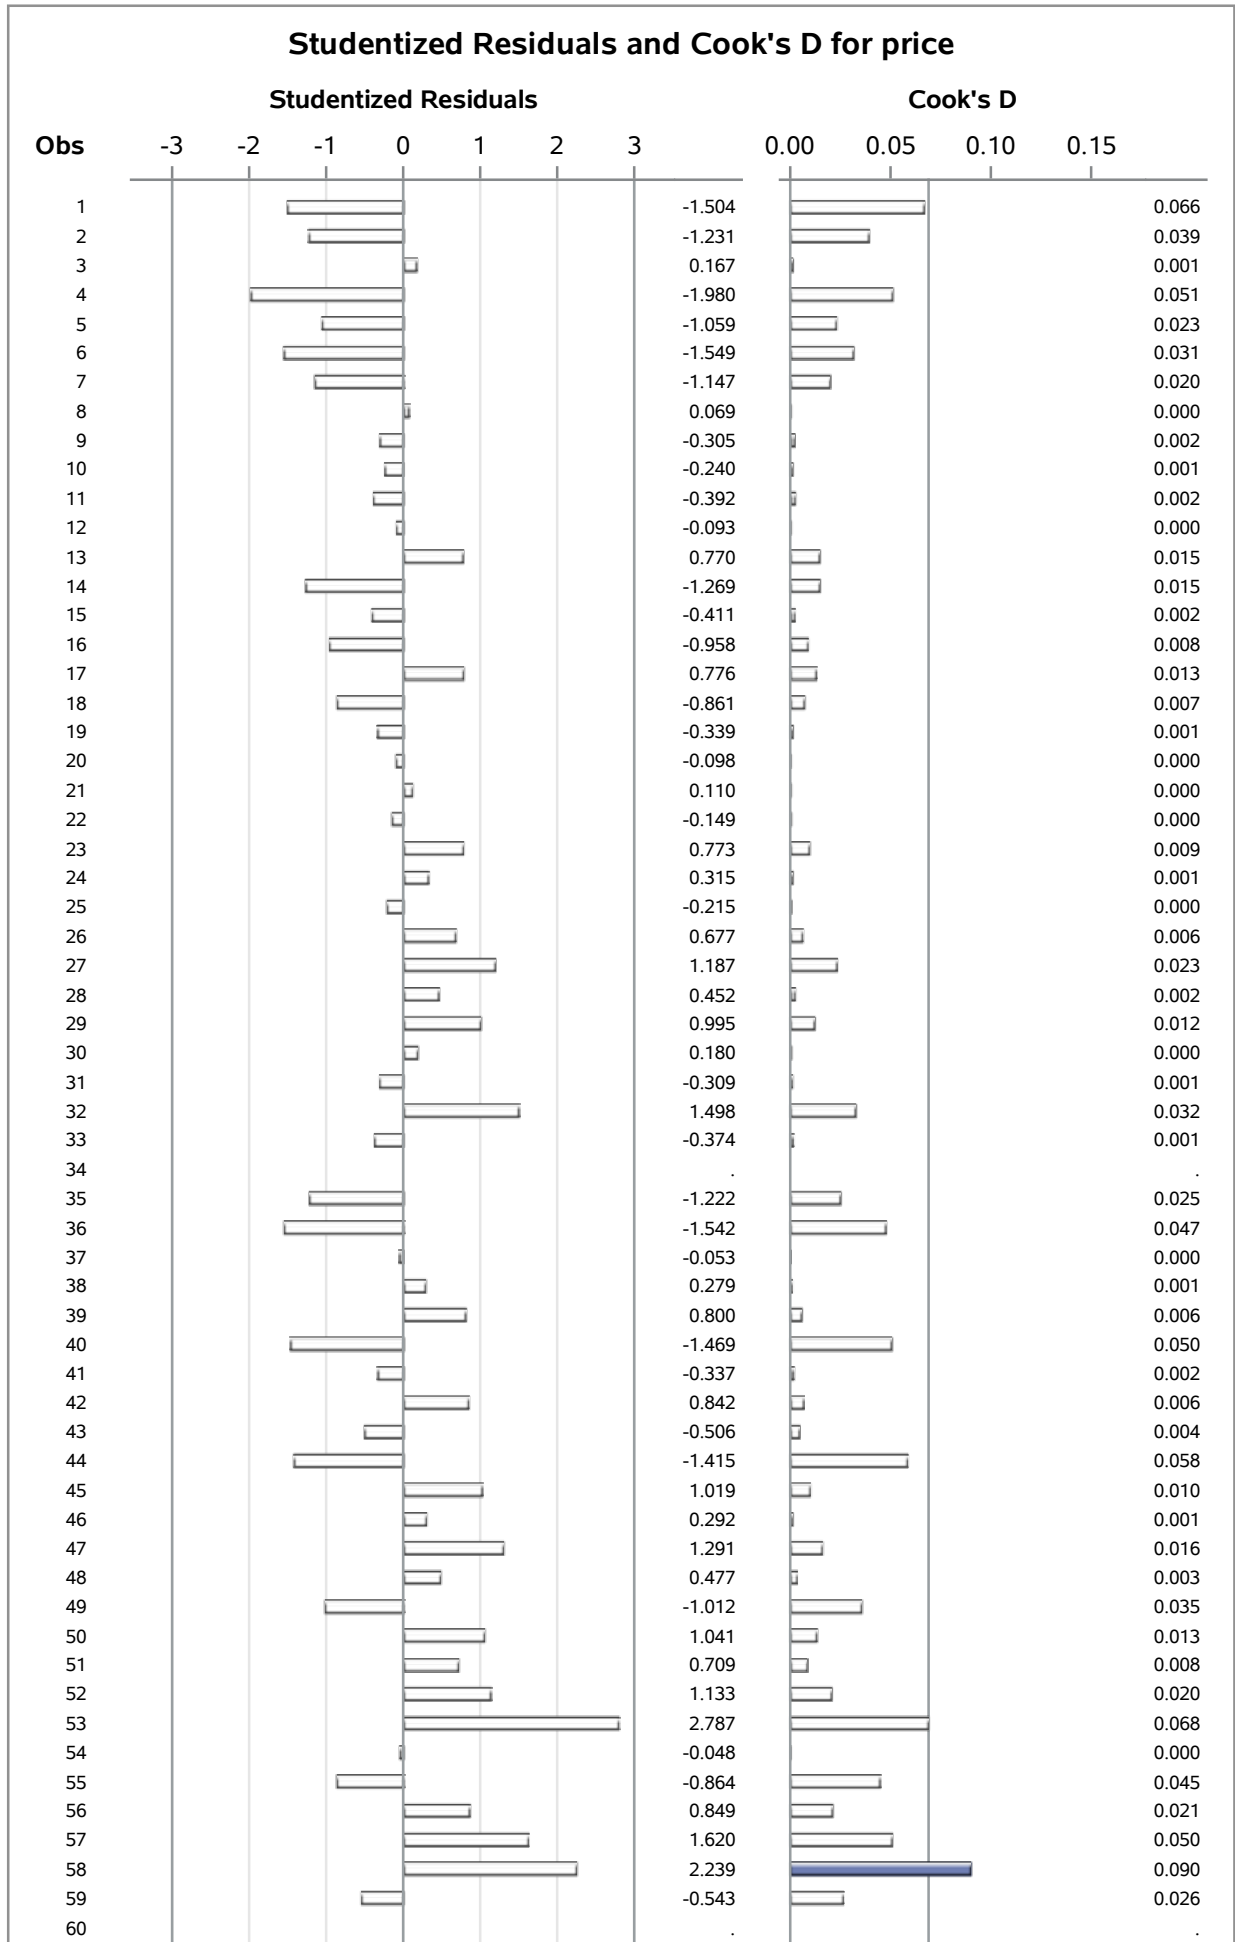 Studentized Residuals and Cook's D for price
Studentized Residuals Cook's D
Obs -3 -2 -1 0 1 2 3 0.00 0.05 0.10 0.15
1 -1.504 0.066
2 -1.231 0.039
3 0.167 0.001
4 -1.980 0.051
5 -1.059 0.023
6 -1.549 0.031
7 -1.147 0.020
8 0.069 0.000
9 -0.305 0.002
10 -0.240 0.001
11 -0.392 0.002
12 -0.093 0.000
13 0.770 0.015
14 -1.269 0.015
15 -0.411 0.002
16 -0.958 0.008
17 0.776 0.013
18 -0.861 0.007
19 -0.339 0.001
20 -0.098 0.000
21 0.110 0.000
22 -0.149 0.000
23 0.773 0.009
24 0.315 0.001
25 -0.215 0.000
26 0.677 0.006
27 1.187 0.023
28 0.452 0.002
29 0.995 0.012
30 0.180 0.000
31 -0.309 0.001
32 1.498 0.032
33 -0.374 0.001
34 . .
35 -1.222 0.025
36 -1.542 0.047
37 -0.053 0.000
38 0.279 0.001
39 0.800 0.006
40 -1.469 0.050
41 -0.337 0.002
42 0.842 0.006
43 -0.506 0.004
44 -1.415 0.058
45 1.019 0.010
46 0.292 0.001
47 1.291 0.016
48 0.477 0.003
49 -1.012 0.035
50 1.041 0.013
51 0.709 0.008
52 1.133 0.020
53 2.787 0.068
54 -0.048 0.000
55 -0.864 0.045
56 0.849 0.021
57 1.620 0.050
58 2.239 0.090
59 -0.543 0.026
60 . .